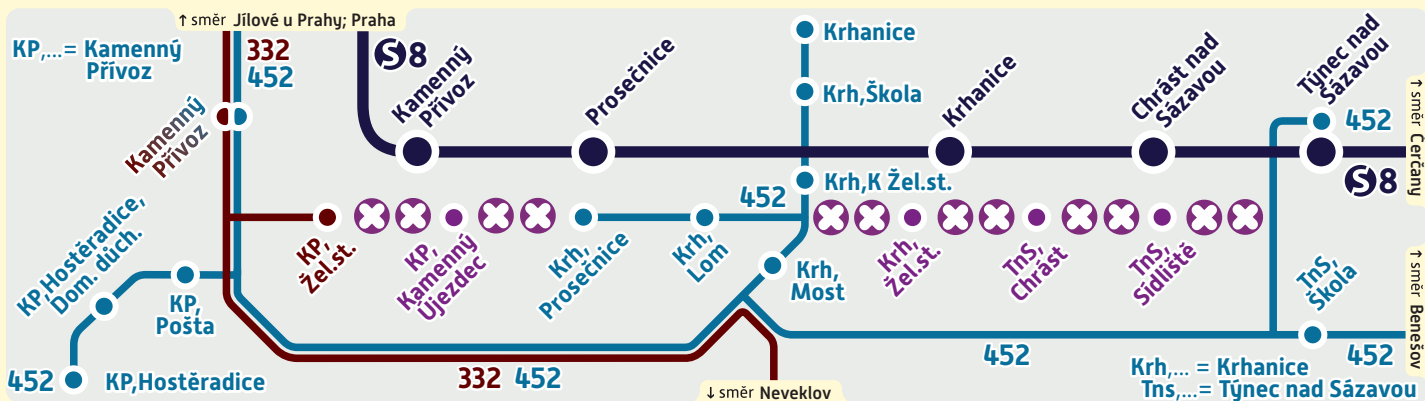 ↑ směr Jílové u Prahy; Praha
KP,...= Kamenný
Přívoz
332
452
S8
Kamenný
Přívoz
Prosečnice
Krhanice
Krh,Škola
Krhanice
Chrást nad
Sázavou
Týnec nad
Sázavou
452
↑ směr Čerčany
S8
Kamenný
Přívoz
Krh,K Žel.st.
452
KP,
Žel.st.
KP,
Kamenný
Újezdec
Krh,
Prosečnice
Krh,
Lom
Krh,
Most
Krh,
Žel.st.
TnS,
Chrást
TnS,
Sídliště
TnS,
Škola
↑ směr Benešov
KP,Hostěradice,
Dom. důch.
KP,
Pošta
452
KP,Hostěradice
332 452
↓ směr Neveklov
452
452
Krh,... = Krhanice
Tns,...= Týnec nad Sázavou